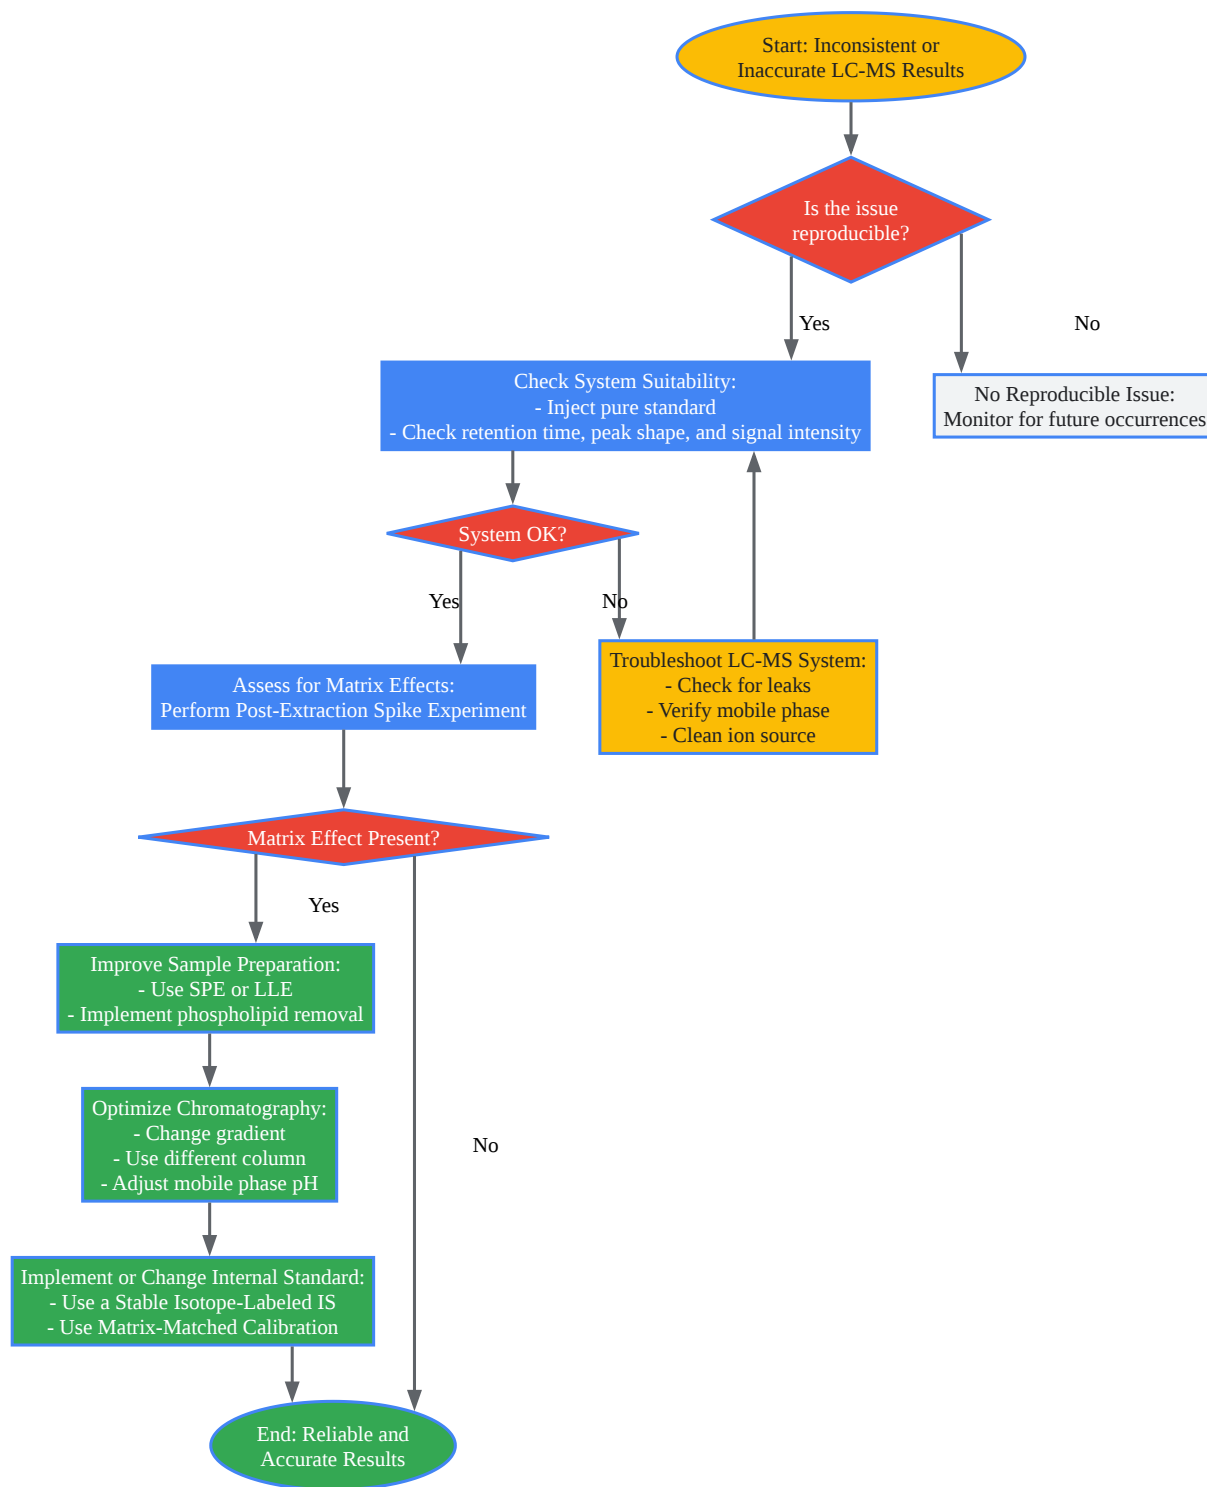 Start: Inconsistent or
Inaccurate LC-MS Results
Is the issue
reproducible?
Yes
No
Check System Suitability:
- Inject pure standard
- Check retention time, peak shape, and signal intensity
No Reproducible Issue:
Monitor for future occurrences
System OK?
Yes
No
Assess for Matrix Effects:
Perform Post-Extraction Spike Experiment
Troubleshoot LC-MS System:
- Check for leaks
- Verify mobile phase
- Clean ion source
Matrix Effect Present?
Yes
Improve Sample Preparation:
- Use SPE or LLE
- Implement phospholipid removal
Optimize Chromatography:
- Change gradient
- Use different column
- Adjust mobile phase pH
No
Implement or Change Internal Standard:
- Use a Stable Isotope-Labeled IS
- Use Matrix-Matched Calibration
End: Reliable and
Accurate Results